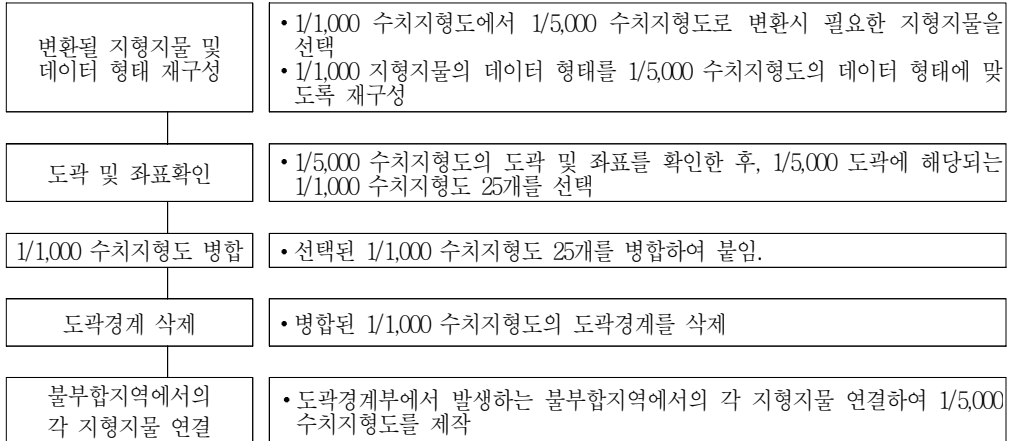 변환될 지형지물 및
데이터 형태 재구성
• 1/1,000 수치지형도에서 1/5,000 수치지형도로 변환시 필요한 지형지물을
선택
• 1/1,000 지형지물의 데이터 형태를 1/5,000 수치지형도의 데이터 형태에 맞
도록 재구성
도곽 및 좌표확인
• 1/5,000 수치지형도의 도곽 및 좌표를 확인한 후, 1/5,000 도곽에 해당되는
1/1,000 수치지형도 25개를 선택
1/1,000 수치지형도 병합
• 선택된 1/1,000 수치지형도 25개를 병합하여 붙임.
도곽경계 삭제
• 병합된 1/1,000 수치지형도의 도곽경계를 삭제
불부합지역에서의
각 지형지물 연결
• 도곽경계부에서 발생하는 불부합지역에서의 각 지형지물 연결하여 1/5,000
수치지형도를 제작